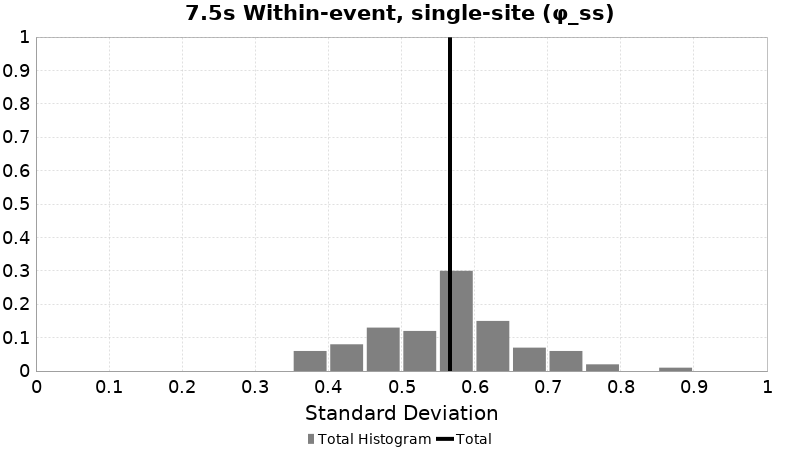 7.5s Within-event, single-site (φ_ss)
1
0.9
0.8
0.7
0.6
0.5
0.4
0.3
0.2
0.1
0
0 0.1 0.2 0.3 0.4 0.5 0.6 0.7 0.8 0.9 1
Standard Deviation
Total Histogram Total